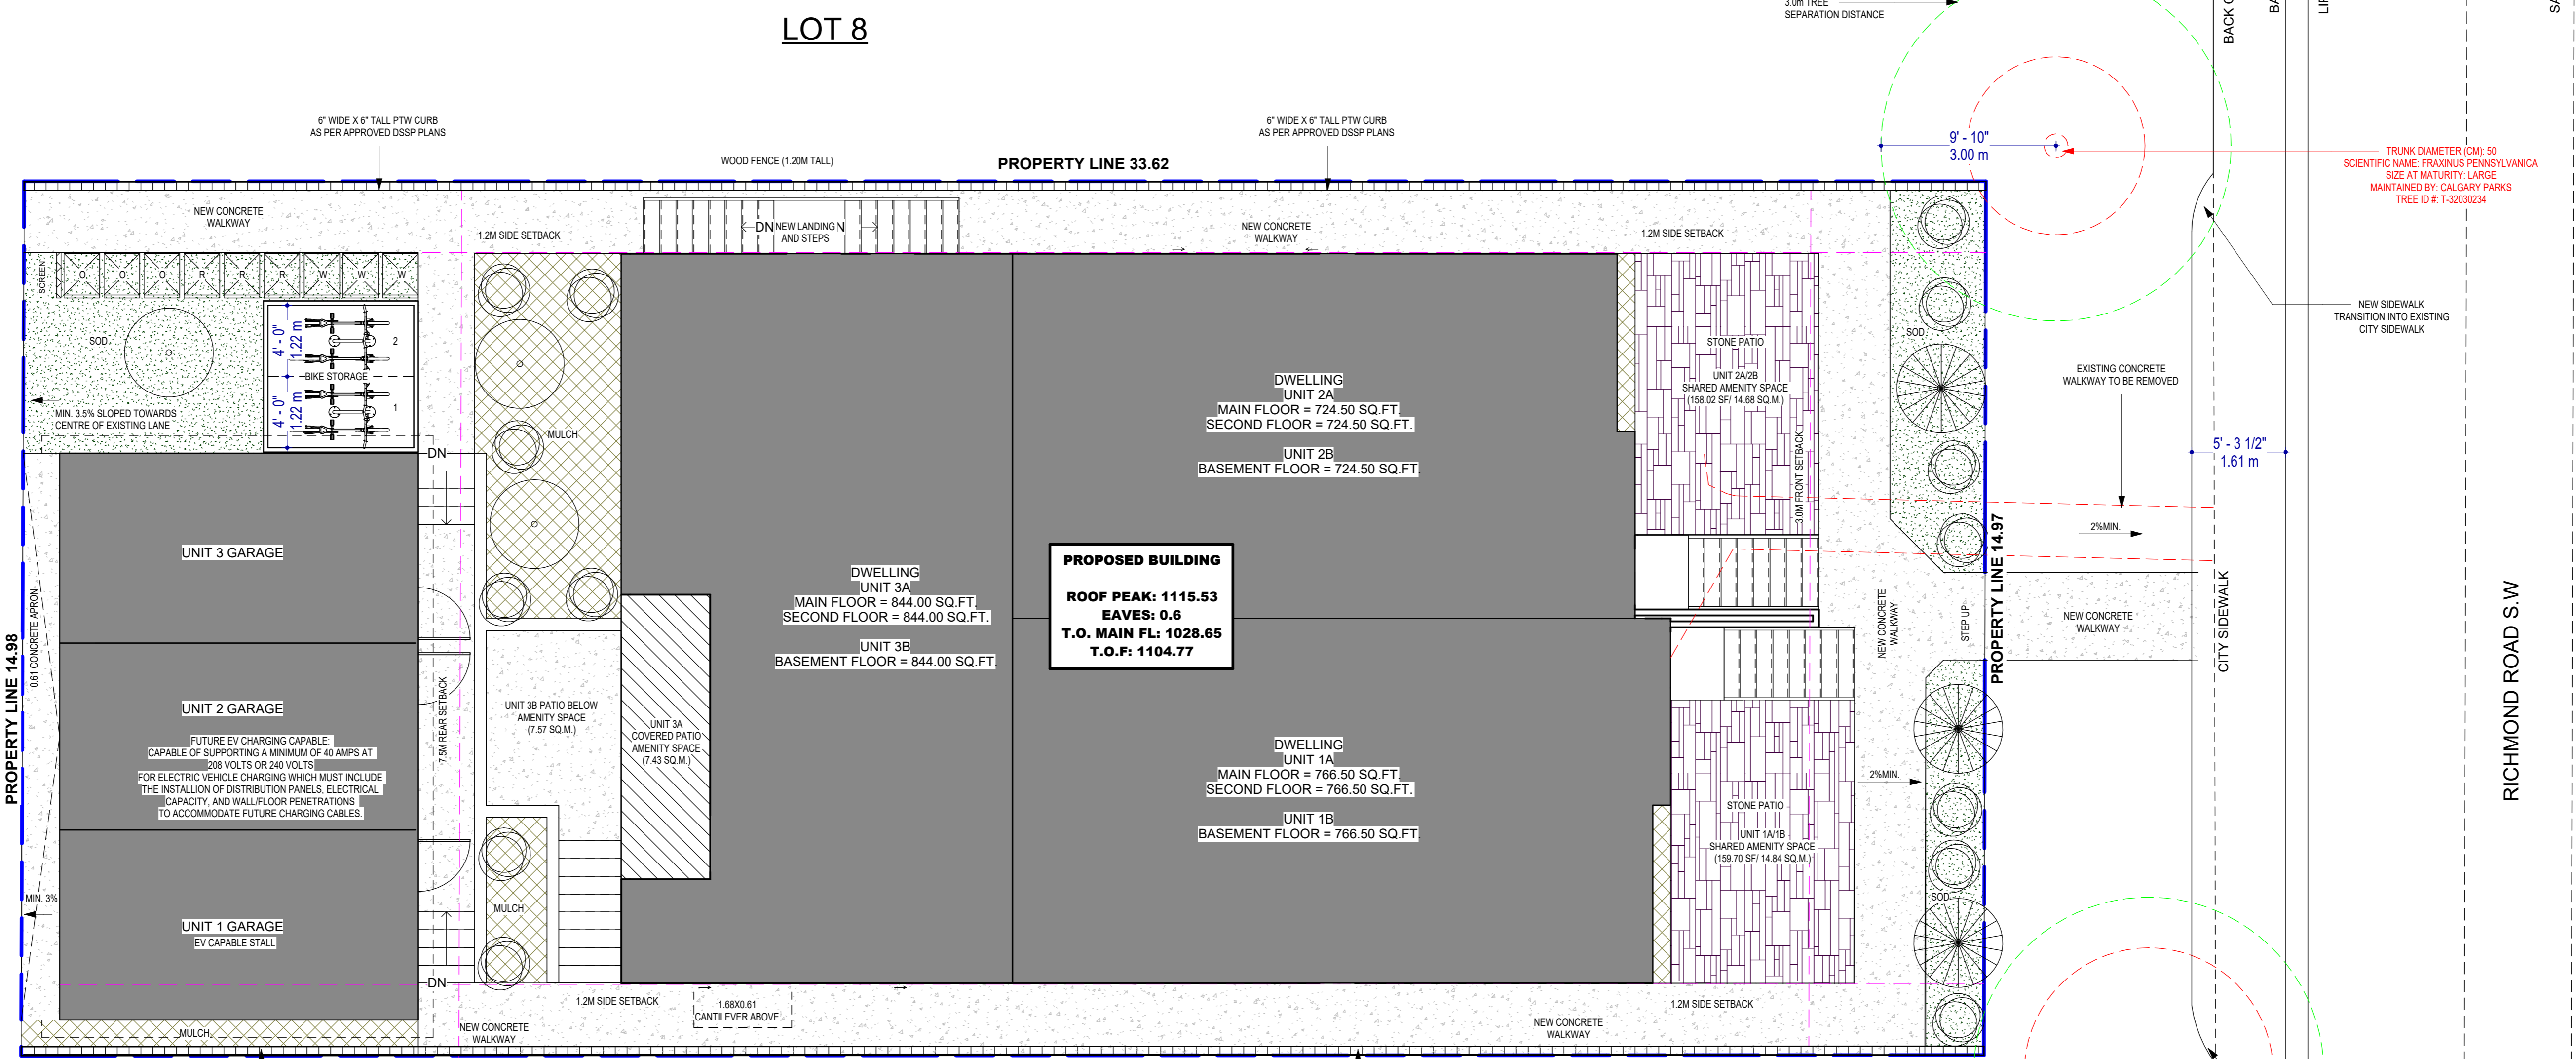 LOT 8
3.0m TREE
SEPARATION DISTANCE
BACK
6" WIDE X 6" TALL PTW CURB
AS PER APPROVED DSSP PLANS
WOOD FENCE (1.20M TALL)
PROPERTY LINE 33.62
6" WIDE X 6" TALL PTW CURB
AS PER APPROVED DSSP PLANS
9' - 10"
3.00 m
TRUNK DIAMETER (CM): 50
SCIENTIFIC NAME: FRAXINUS PENNSYLVANICA
SIZE AT MATURITY: LARGE
MAINTAINED BY: CALGARY PARKS
TREE ID #: T-32030234
NEW CONCRETE
WALKWAY
1.2M SIDE SETBACK
DN
NEW LANDING
AND STEPS
N
NEW CONCRETE
WALKWAY
1.2M SIDE SETBACK
SCREEN
O O O R R R W W W
SOD
4' - 0"
1.22 m
2
BIKE STORAGE
4' - 0"
1.22 m
1
MIN. 3.5% SLOPED TOWARDS
CENTRE OF EXISTING LANE
MULCH
DN
DWELLING
UNIT 2A
MAIN FLOOR = 724.50 SQ.FT.
SECOND FLOOR = 724.50 SQ.FT.
UNIT 2B
BASEMENT FLOOR = 724.50 SQ.FT.
STONE PATIO
UNIT 2A/2B
SHARED AMENITY SPACE
(158.02 SF/ 14.68 SQ.M.)
3.0M FRONT SETBACK
SOD
NEW SIDEWALK
TRANSITION INTO EXISTING
CITY SIDEWALK
EXISTING CONCRETE
WALKWAY TO BE REMOVED
5' - 3 1/2"
1.61 m
2%MIN.
UNIT 3 GARAGE
PROPERTY LINE 14.98
0.61 CONCRETE APRON
UNIT 2 GARAGE
FUTURE EV CHARGING CAPABLE:
CAPABLE OF SUPPORTING A MINIMUM OF 40 AMPS AT
208 VOLTS OR 240 VOLTS
FOR ELECTRIC VEHICLE CHARGING WHICH MUST INCLUDE
THE INSTALLION OF DISTRIBUTION PANELS, ELECTRICAL
CAPACITY, AND WALL/FLOOR PENETRATIONS
TO ACCOMMODATE FUTURE CHARGING CABLES.
7.5M REAR SETBACK
UNIT 3B PATIO BELOW
AMENITY SPACE
(7.57 SQ.M.)
UNIT 3A
COVERED PATIO
AMENITY SPACE
(7.43 SQ.M.)
DWELLING
UNIT 3A
MAIN FLOOR = 844.00 SQ.FT.
SECOND FLOOR = 844.00 SQ.FT.
UNIT 3B
BASEMENT FLOOR = 844.00 SQ.FT.
PROPOSED BUILDING
ROOF PEAK: 1115.53
EAVES: 0.6
T.O. MAIN FL: 1028.65
T.O.F: 1104.77
NEW CONCRETE
WALKWAY
STEP UP
PROPERTY LINE 14.97
NEW CONCRETE
WALKWAY
CITY SIDEWALK
RICHMOND ROAD S.W
DWELLING
UNIT 1A
MAIN FLOOR = 766.50 SQ.FT.
SECOND FLOOR = 766.50 SQ.FT.
UNIT 1B
BASEMENT FLOOR = 766.50 SQ.FT.
STONE PATIO
UNIT 1A/1B
SHARED AMENITY SPACE
(159.70 SF/ 14.84 SQ.M.)
2%MIN.
SOD
MIN. 3%
UNIT 1 GARAGE
EV CAPABLE STALL
MULCH
DN
1.2M SIDE SETBACK
1.68X0.61
CANTILEVER ABOVE
1.2M SIDE SETBACK
MULCH
NEW CONCRETE
WALKWAY
NEW CONCRETE
WALKWAY